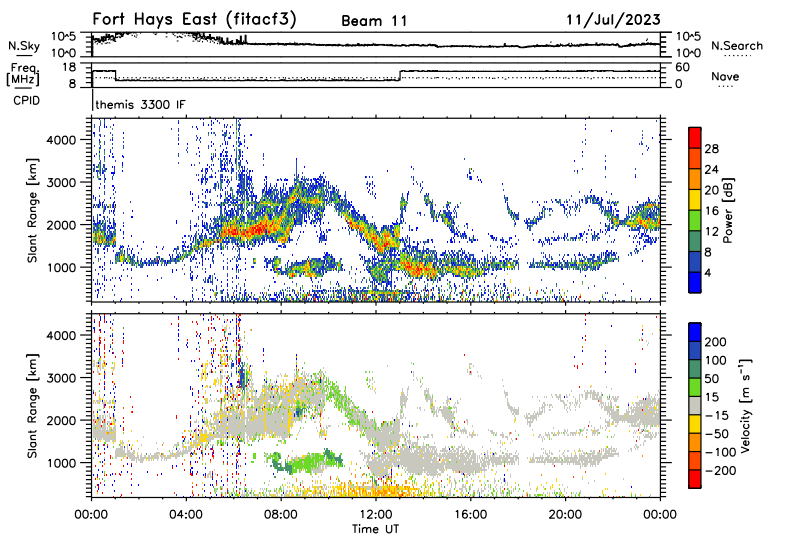 Fort Hays East (fitacf3) Beam 11 11/Jul/2023
N.Sky 10^5 10^0 10^5 10^0 N.Search
Freq. [MHz] 18 8 60 0 Nave
CPID themis 3300 IF
Slant Range [km] 4000 3000 2000 1000
Power [dB] 28 24 20 16 12 8 4
Slant Range [km] 4000 3000 2000 1000
Velocity [m s⁻¹] 200 100 50 15 −15 −50 −100 −200
00:00 04:00 08:00 12:00 16:00 20:00 00:00
Time UT